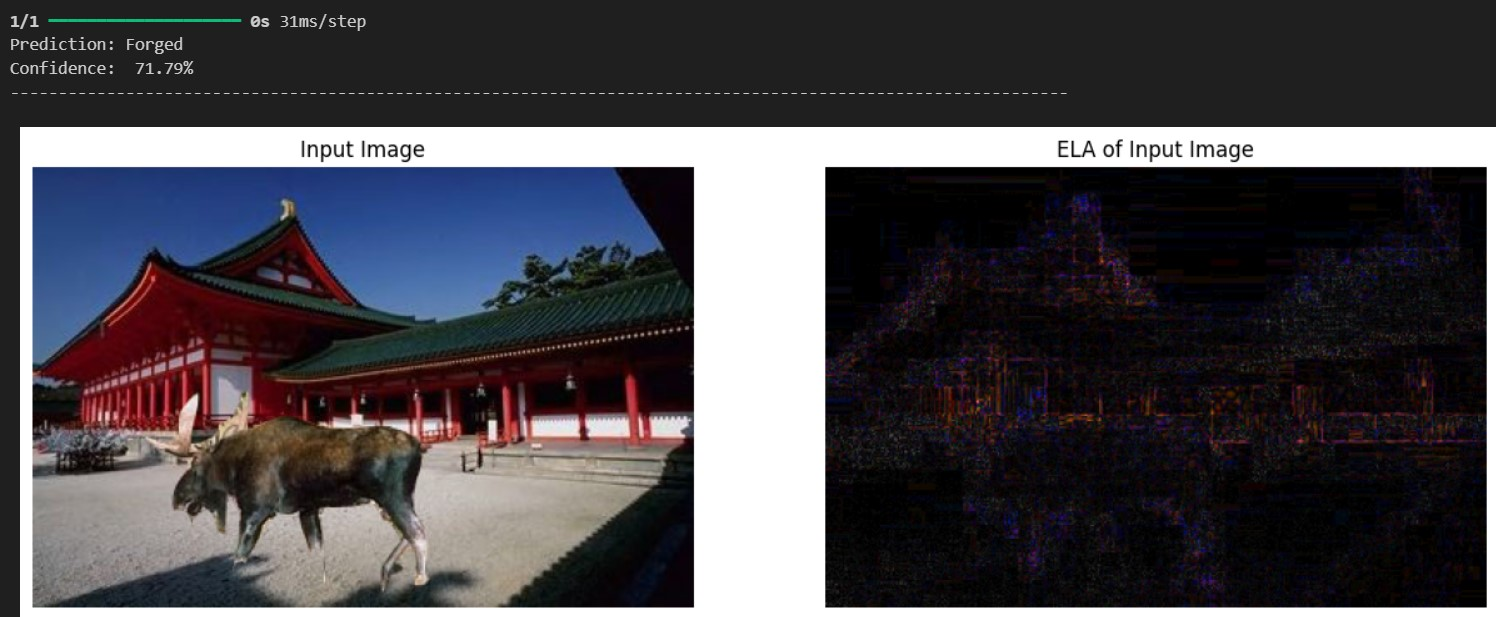 1/1 ━━━━━━━━━━━━━━━━━━━━ 0s 31ms/step
Prediction: Forged
Confidence:  71.79%
--------------------------------------------------------------------------------------------------------------
Input Image
ELA of Input Image